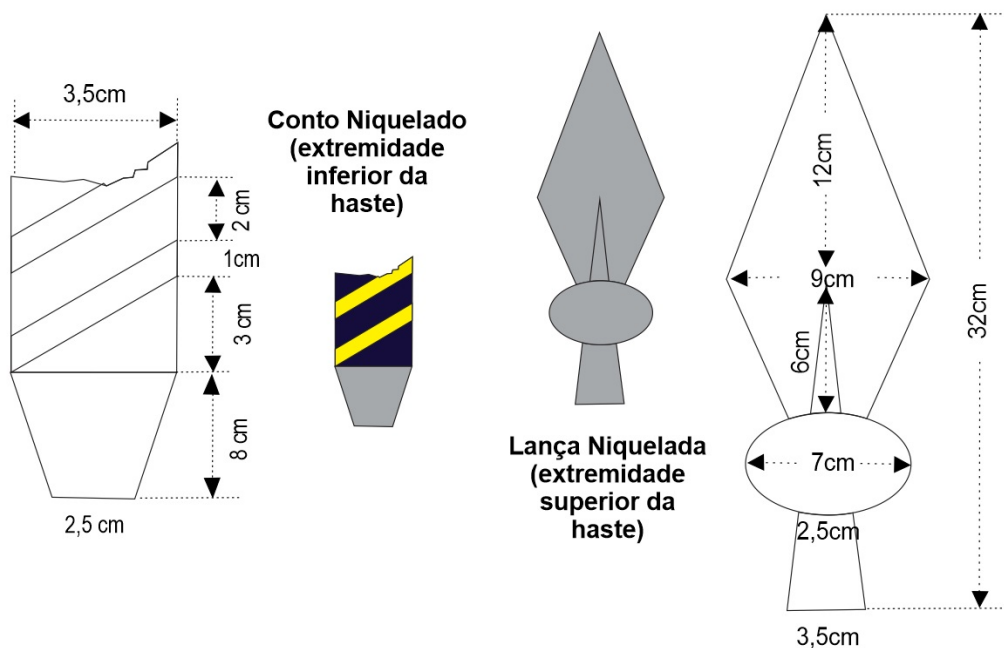 3,5cm
2 cm
1cm
3 cm
8 cm
2,5 cm
Conto Niquelado
(extremidade
inferior da
haste)
Lança Niquelada
(extremidade
superior da
haste)
12cm
9cm
6cm
7cm
2,5cm
3,5cm
32cm